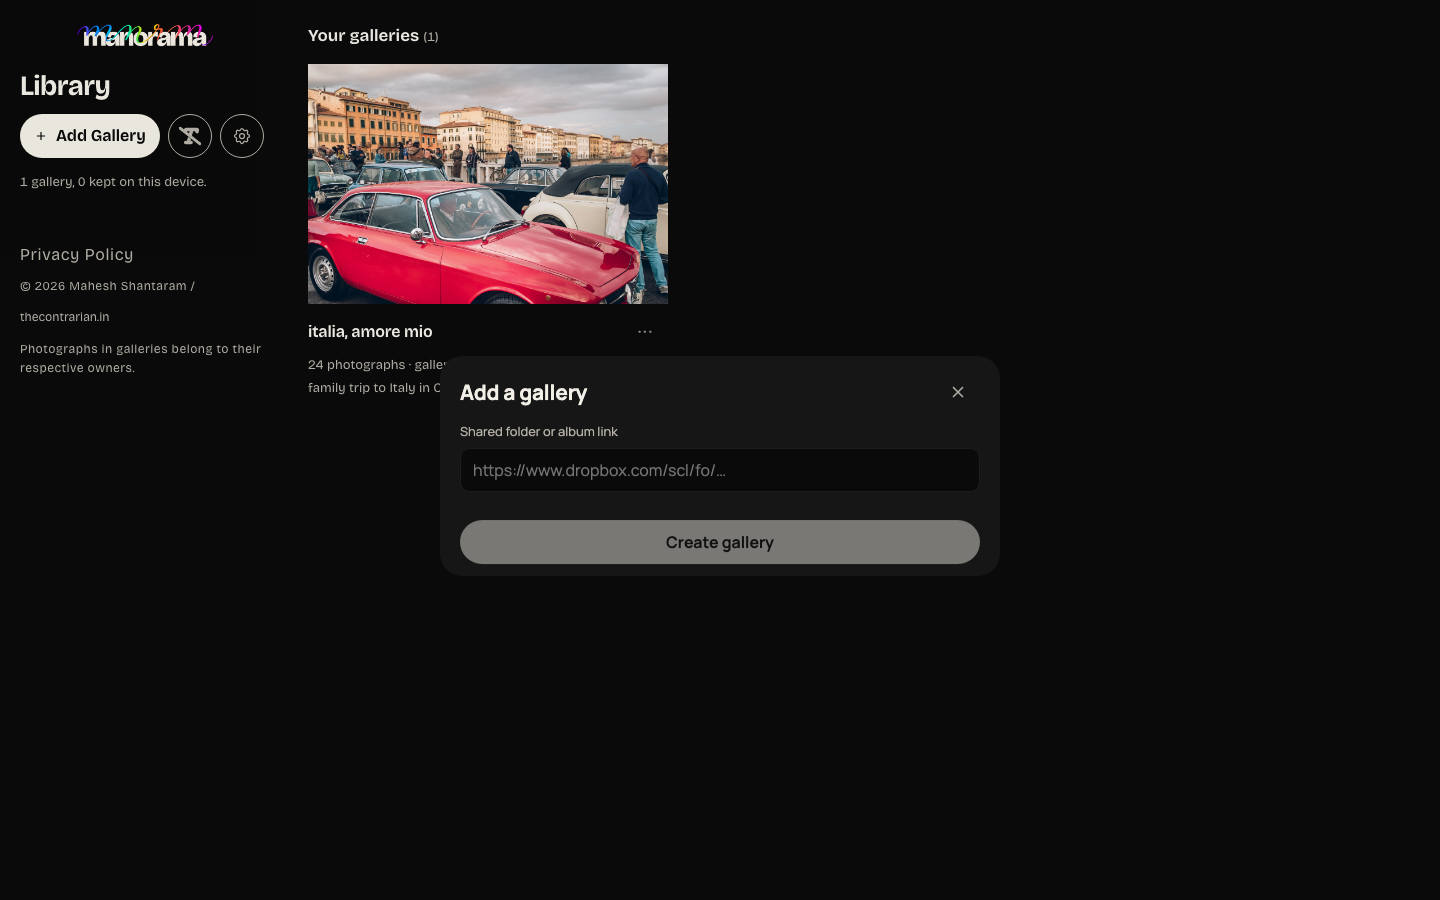 manorama
Library
+ Add Gallery
1 gallery, 0 kept on this device.
Privacy Policy
© 2026 Mahesh Shantaram /
thecontrarian.in
Photographs in galleries belong to their
respective owners.
Your galleries (1)
italia, amore mio
24 photographs · galler
family trip to Italy in
Add a gallery
Shared folder or album link
https://www.dropbox.com/scl/fo/…
Create gallery